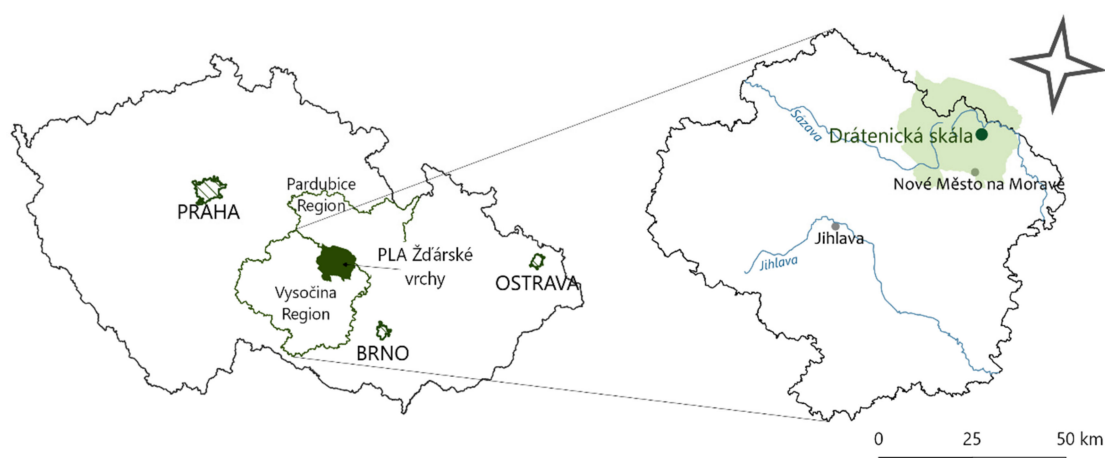 PRAHA
Pardubice
Region
PLA Žďárské
vrchy
Vysočina
Region
OSTRAVA
BRNO
Sázava
Drátenická skála
Nové Město na Moravě
Jihlava
Jihlava
0 25 50 km